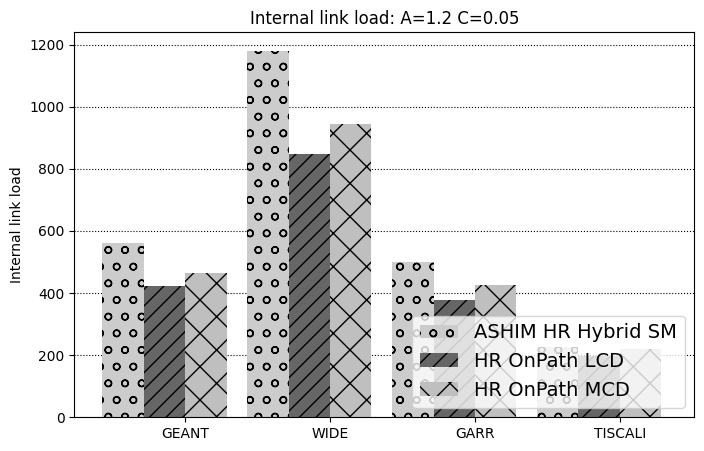 Internal link load: A=1.2 C=0.05
Internal link load
1200
1000
800
600
400
200
0
GEANT WIDE GARR TISCALI
ASHIM HR Hybrid SM
HR OnPath LCD
HR OnPath MCD